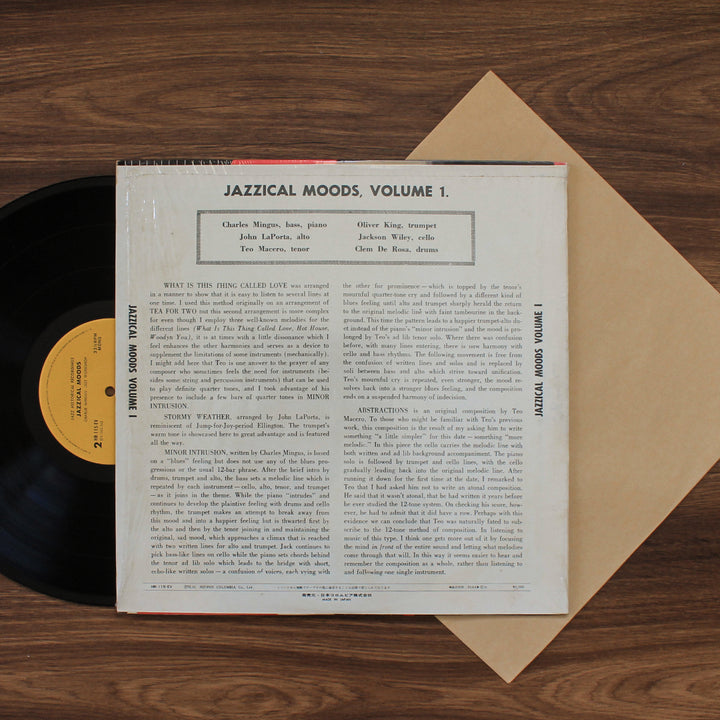 JAZZICAL MOODS, VOLUME 1.
Charles Mingus, bass, piano
John LaPorta, alto
Teo Macero, tenor
Oliver King, trumpet
Jackson Wiley, cello
Clem De Rosa, drums
WHAT IS THIS THING CALLED LOVE was arranged
in a manner to show that it is easy to listen to several lines at
one time. I used this method originally on an arrangement of
TEA FOR TWO but this second arrangement is more complex
for even though I employ three well-known melodies for the
different lines (What Is This Thing Called Love, Hot House,
Woodyn You), it is at times with a little dissonance which I
feel enhances the other harmonies and serves as a device to
supplement the limitations of some instruments (mechanically).
I might add here that Teo is one answer to the prayer of any
composer who sometimes feels the need for instruments (be-
sides some string and percussion instruments) that can be used
to play definite quarter tones, and I took advantage of his
presence to include a few bars of quarter tones in MINOR
INTRUSION.
STORMY WEATHER, arranged by John LaPorta, is
reminiscent of Jump-for-Joy-period Ellington. The trumpet's
warm tone is showcased here to great advantage and is featured
all the way.
MINOR INTRUSION, written by Charles Mingus, is based
on a "blues" feeling but does not use any of the blues pro-
gressions or the usual 12-bar phrase. After the brief intro by
drums, trumpet and alto, the bass sets a melodic line which is
repeated by each instrument – cello, alto, tenor, and trumpet
– as it joins in the theme. While the piano "intrudes" and
continues to develop the plaintive feeling with drums and cello
rhythm, the trumpet makes an attempt to break away from
this mood and into a happier feeling but is thwarted first by
the alto and then by the tenor joining in and maintaining the
original, sad mood, which approaches a climax that is reached
with two written lines for alto and trumpet. Jack continues to
pick bass-like lines on cello while the piano sets chords behind
the tenor ad lib solo which leads to the bridge with short,
echo-like written solos – a confusion of voices, each vying with
the other for prominence – which is topped by the tenor's
mournful quarter-tone cry and followed by a different kind of
blues feeling until alto and trumpet sharply herald the return
to the original melodic line with faint tambourine in the back-
ground. This time the pattern leads to a happier trumpet-alto du-
et instead of the piano's "minor intrusion" and the mood is pro-
longed by Teo's ad lib tenor solo. Where there was confusion
before, with many lines entering, there is new harmony with
cello and bass rhythms. The following movement is free from
the confusion of written lines and solos and is replaced by
ad lib between bass and alto which strive toward unification.
Teo's mournful cry is repeated, even stronger, the mood re-
solves back into a stronger blues feeling, and the composition
ends on a suspended harmony of indecision.
ABSTRACTIONS is an original composition by Teo
Macero. To those who may be familiar with Teo's previous
work, this composition is the result of my asking him to write
something "a little simpler" for this date – something "more
melodic." In this piece the cello carries the melodic line with
both written and ad lib background accompaniment. The piano
solo is followed by trumpet and cello lines, with the cello
gradually leading back into the original melodic line. After
running it down for the first time at the date, I remarked to
Teo that I had asked him not to write an atonal composition.
He said that it wasn't atonal, that he had written it years before
he ever studied the 12-tone system. On checking his score, how-
ever, he had to admit that it did have a row. Perhaps with this
evidence we can conclude that Teo was naturally fated to sub-
scribe to the 12-tone method of composition. In listening to
music of this type, I think one gets more out of it by focusing
the mind in front of the entire sound and letting what melodies
come through that will. In this way it seems easier to hear and
remember the composition as a whole, rather than listening to
and following one single instrument.
JAZZICAL MOODS VOLUME I
JAZZICAL MOODS VOLUME I
発売元・日本コロムビア株式会社
MADE IN JAPAN
JAZZICAL MOODS
2